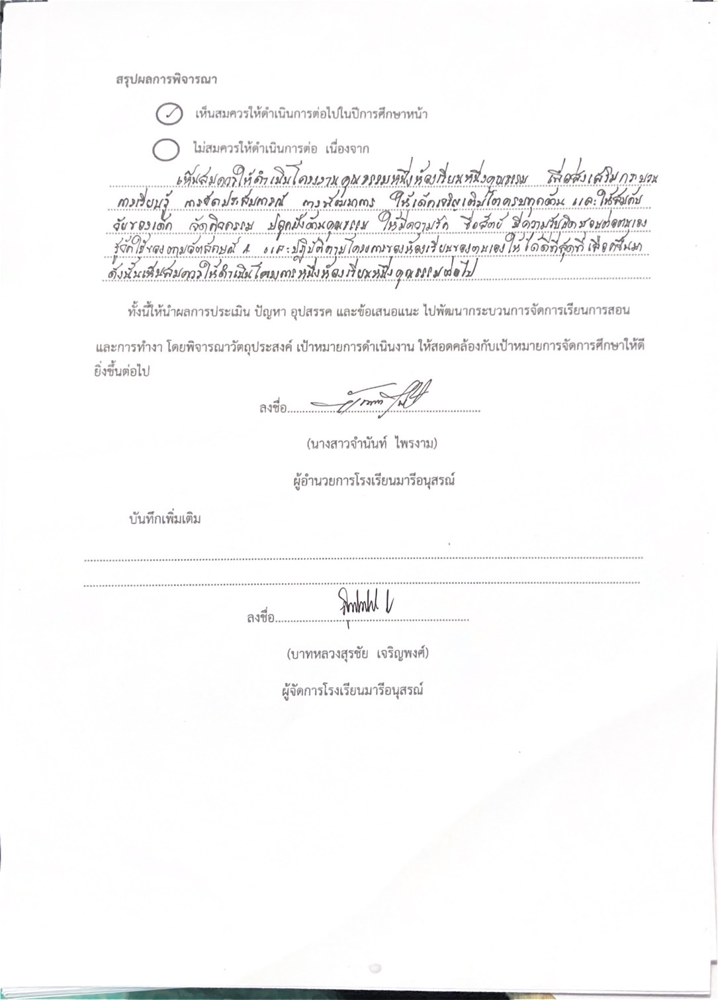 สรุปผลการพิจารณา
เห็นสมควรให้ดำเนินการต่อไปในปีการศึกษาหน้า
ไม่สมควรให้ดำเนินการต่อ เนื่องจาก
เห็นสมควรให้ดำเนินโครงงานคุณธรรมหนึ่งห้องเรียนหนึ่งคุณธรรม เพื่อส่งเสริมกระบวน
การเรียนรู้ การจัดประสบการณ์ การพัฒนาการ ให้เด็กเจริญเติบโตครบทุกด้าน และให้สมกับ
วัยของเด็ก จัดกิจกรรม ปลูกฝังด้านคุณธรรม ให้มีความรัก ซื่อสัตย์ มีความรับผิดชอบต่อตนเอง
รู้จักใช้ของตามอัตลักษณ์ และปฏิบัติตามโครงการของห้องเรียนของตนเองให้ได้ดีที่สุดที่เลือกขึ้นมา
ดังนั้นเห็นสมควรให้ดำเนินโครงการหนึ่งห้องเรียนหนึ่งคุณธรรมต่อไป
ทั้งนี้ให้นำผลการประเมิน ปัญหา อุปสรรค และข้อเสนอแนะ ไปพัฒนากระบวนการจัดการเรียนการสอน
และการทำงา โดยพิจารณาวัตถุประสงค์ เป้าหมายการดำเนินงาน ให้สอดคล้องกับเป้าหมายการจัดการศึกษาให้ดี
ยิ่งขึ้นต่อไป
ลงชื่อ
(นางสาวจำนันท์ ไพรงาม)
ผู้อำนวยการโรงเรียนมารีอนุสรณ์
บันทึกเพิ่มเติม
ลงชื่อ
(บาทหลวงสุรชัย เจริญพงศ์)
ผู้จัดการโรงเรียนมารีอนุสรณ์